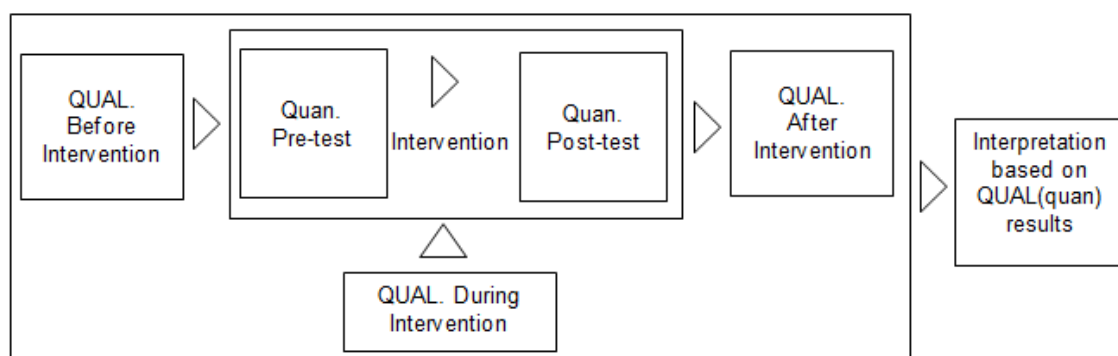 QUAL.
Before
Intervention
Quan.
Pre-test
Intervention
Quan.
Post-test
QUAL.
After
Intervention
QUAL. During
Intervention
Interpretation
based on
QUAL(quan)
results